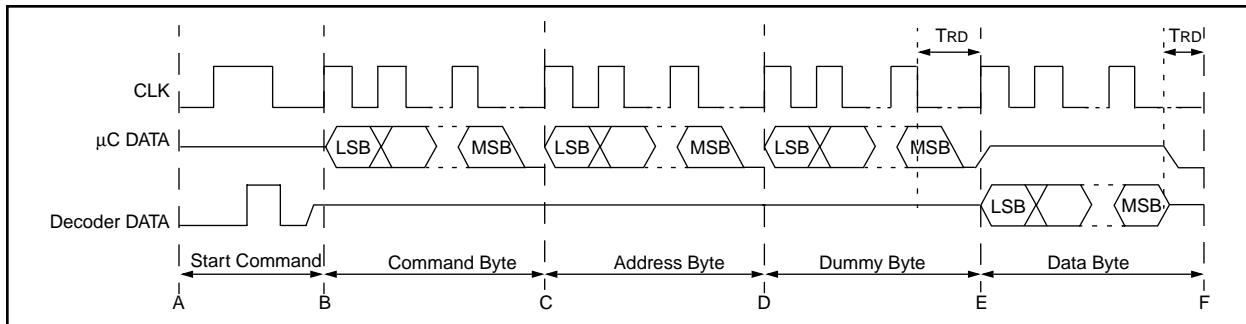 TRD TRD
CLK
µC DATA LSB MSB LSB MSB LSB MSB
Decoder DATA LSB MSB
Start Command Command Byte Address Byte Dummy Byte Data Byte
A B C D E F